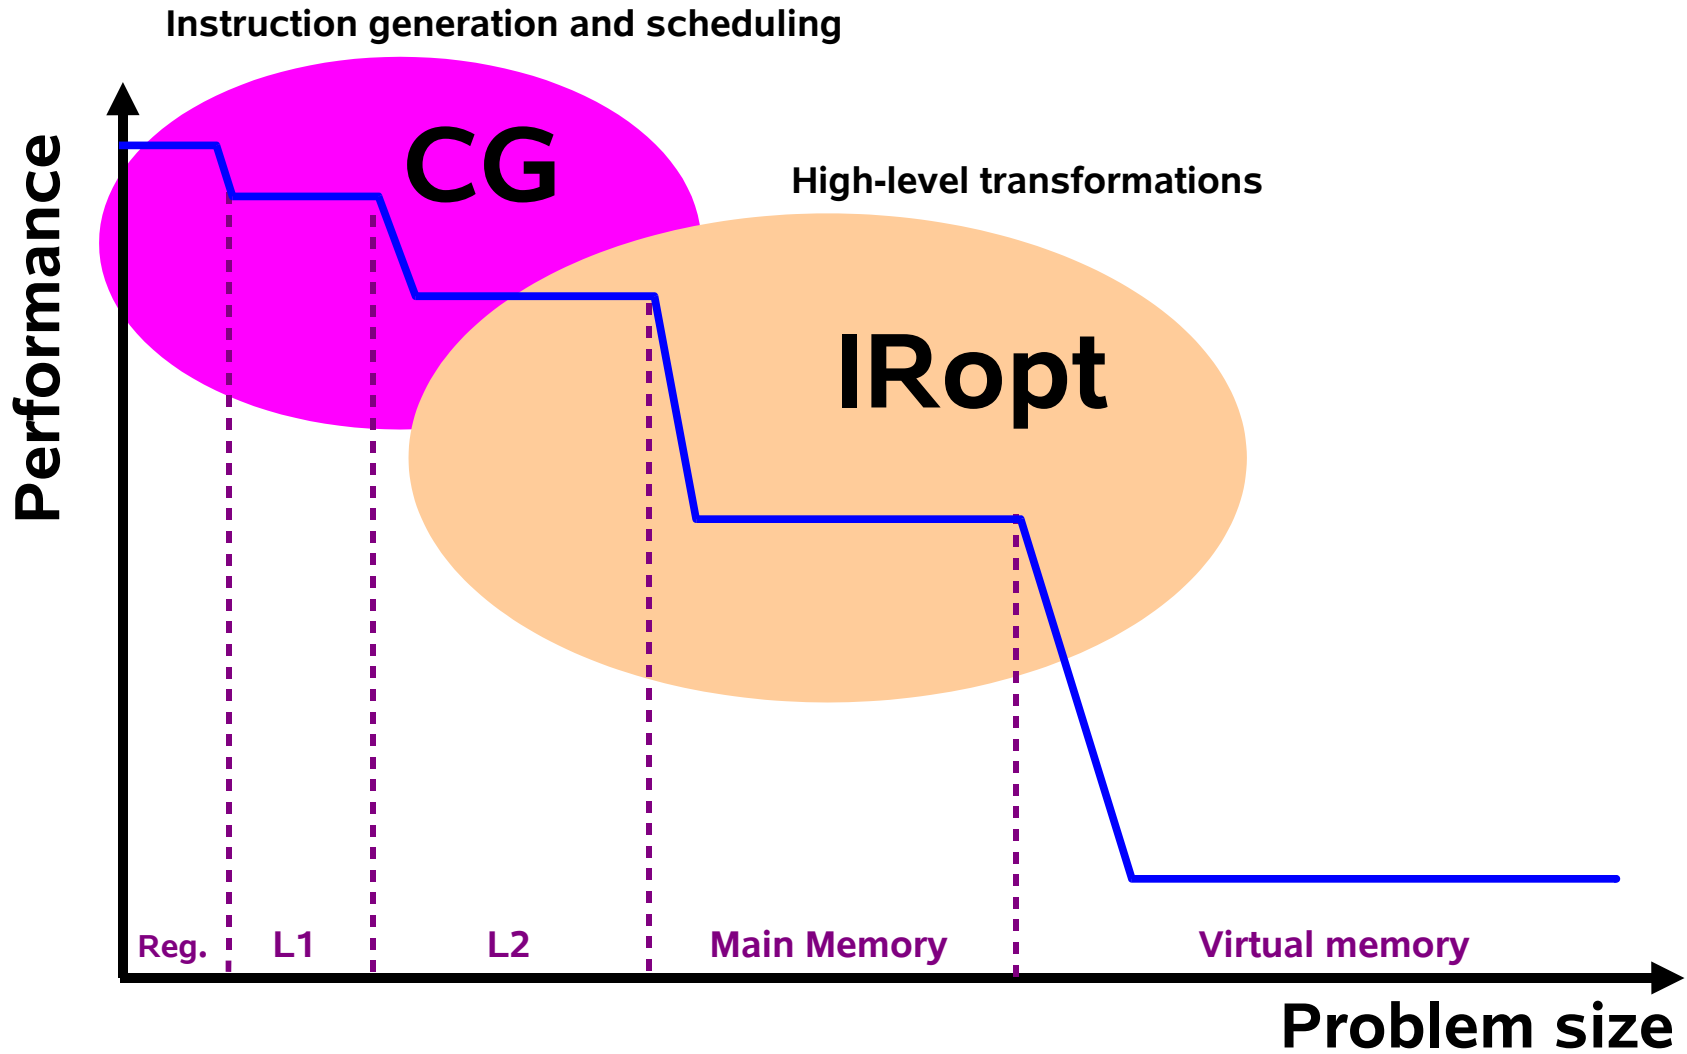 Instruction generation and scheduling
CG
High-level transformations
IRopt
Performance
Reg.
L1
L2
Main Memory
Virtual memory
Problem size